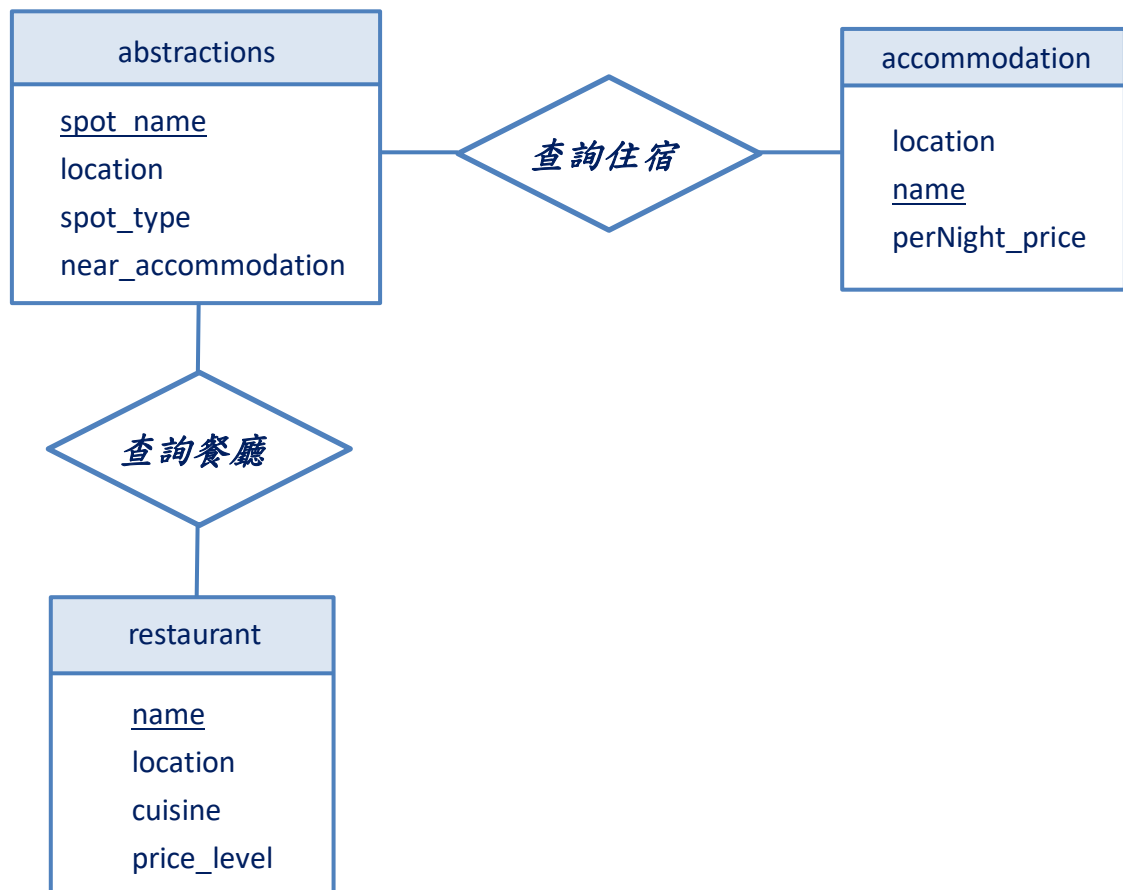 abstractions
spot_name
location
spot_type
near_accommodation
查詢住宿
accommodation
location
name
perNight_price
查詢餐廳
restaurant
name
location
cuisine
price_level